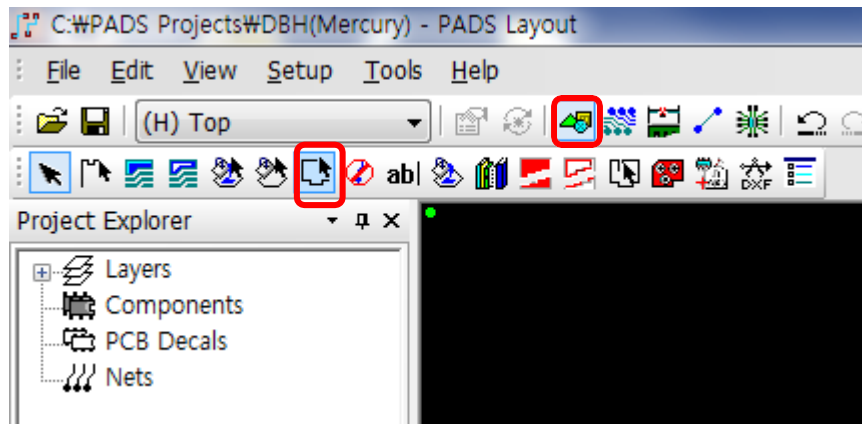 C:₩PADS Projects₩DBH(Mercury) - PADS Layout
File Edit View Setup Tools Help
(H) Top
ab|
DXF
Project Explorer
Layers
Components
PCB Decals
Nets